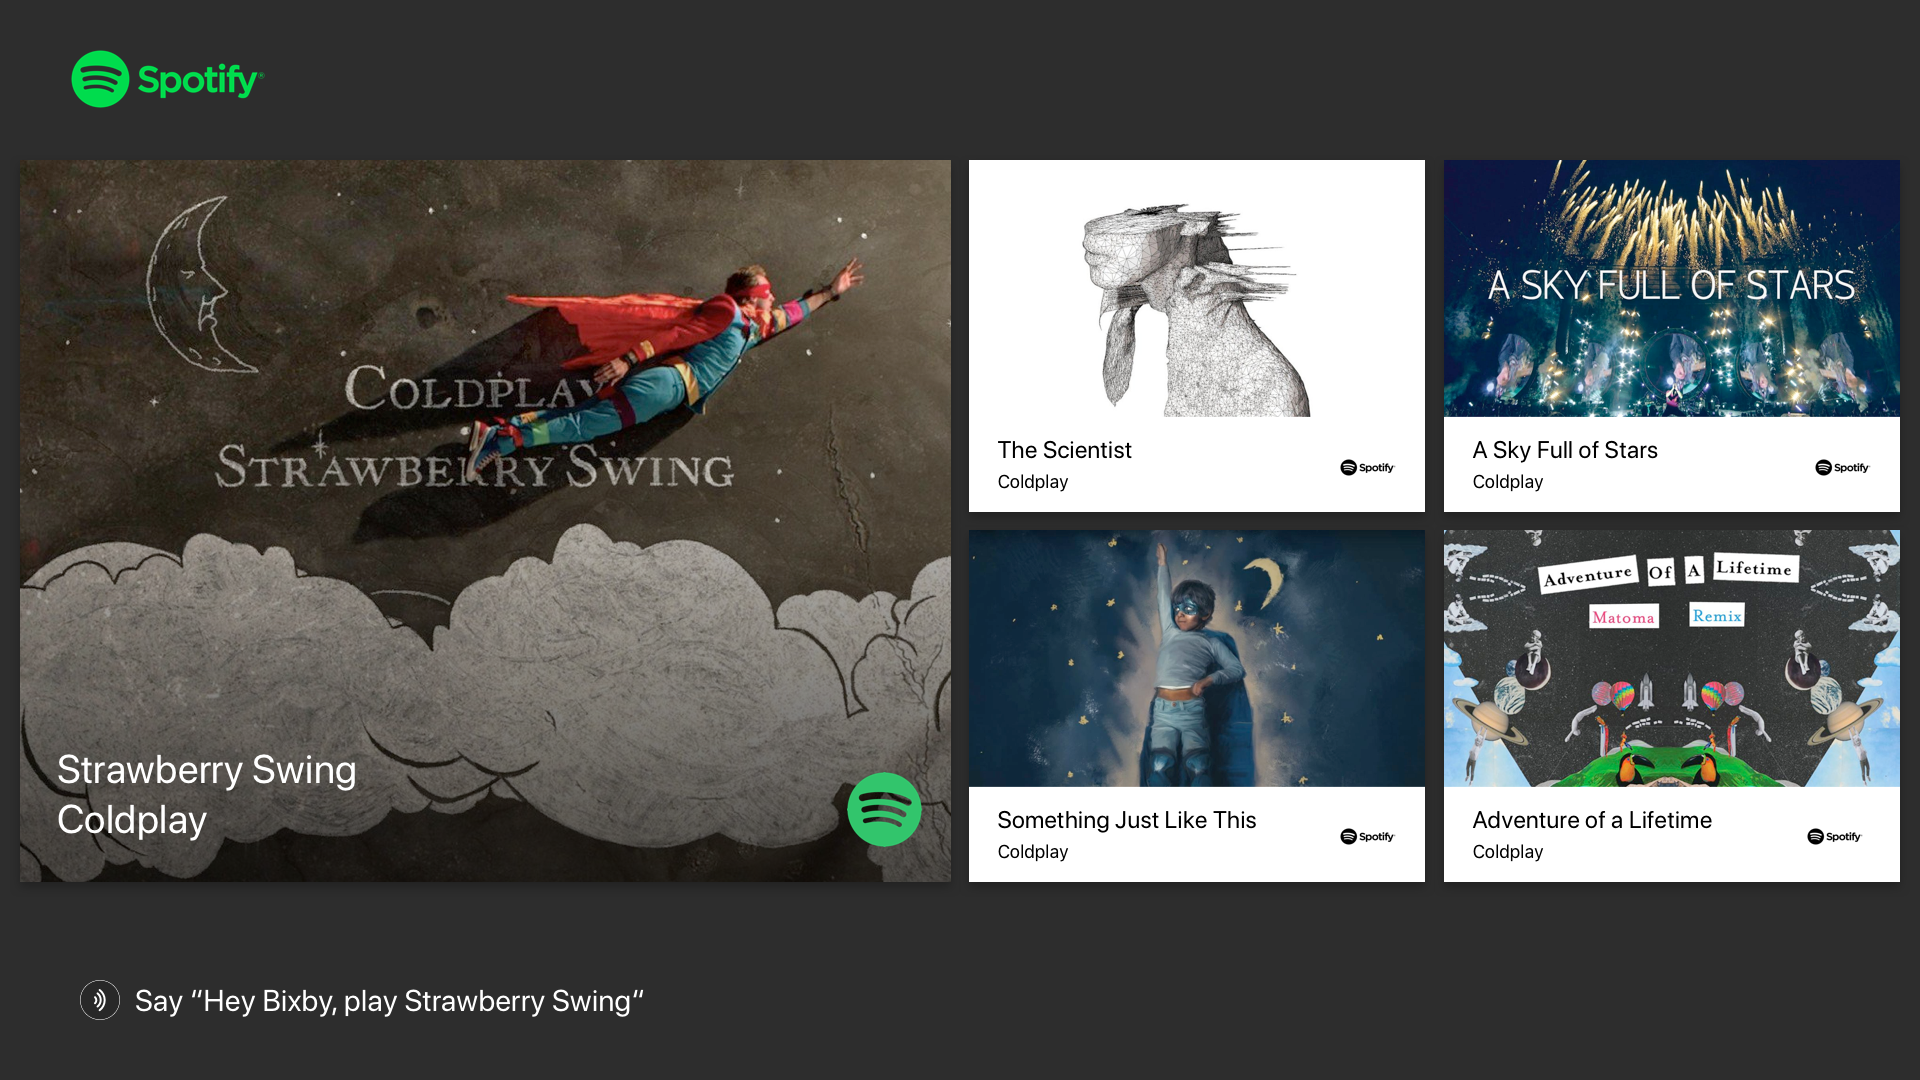 Spotify®
COLDPLAY
STRAWBERRY SWING
Strawberry Swing
Coldplay
The Scientist
Coldplay
Spotify
A SKY FULL OF STARS
A Sky Full of Stars
Coldplay
Spotify
Something Just Like This
Coldplay
Spotify
Adventure Of A Lifetime
Matoma Remix
Adventure of a Lifetime
Coldplay
Spotify
Say “Hey Bixby, play Strawberry Swing“